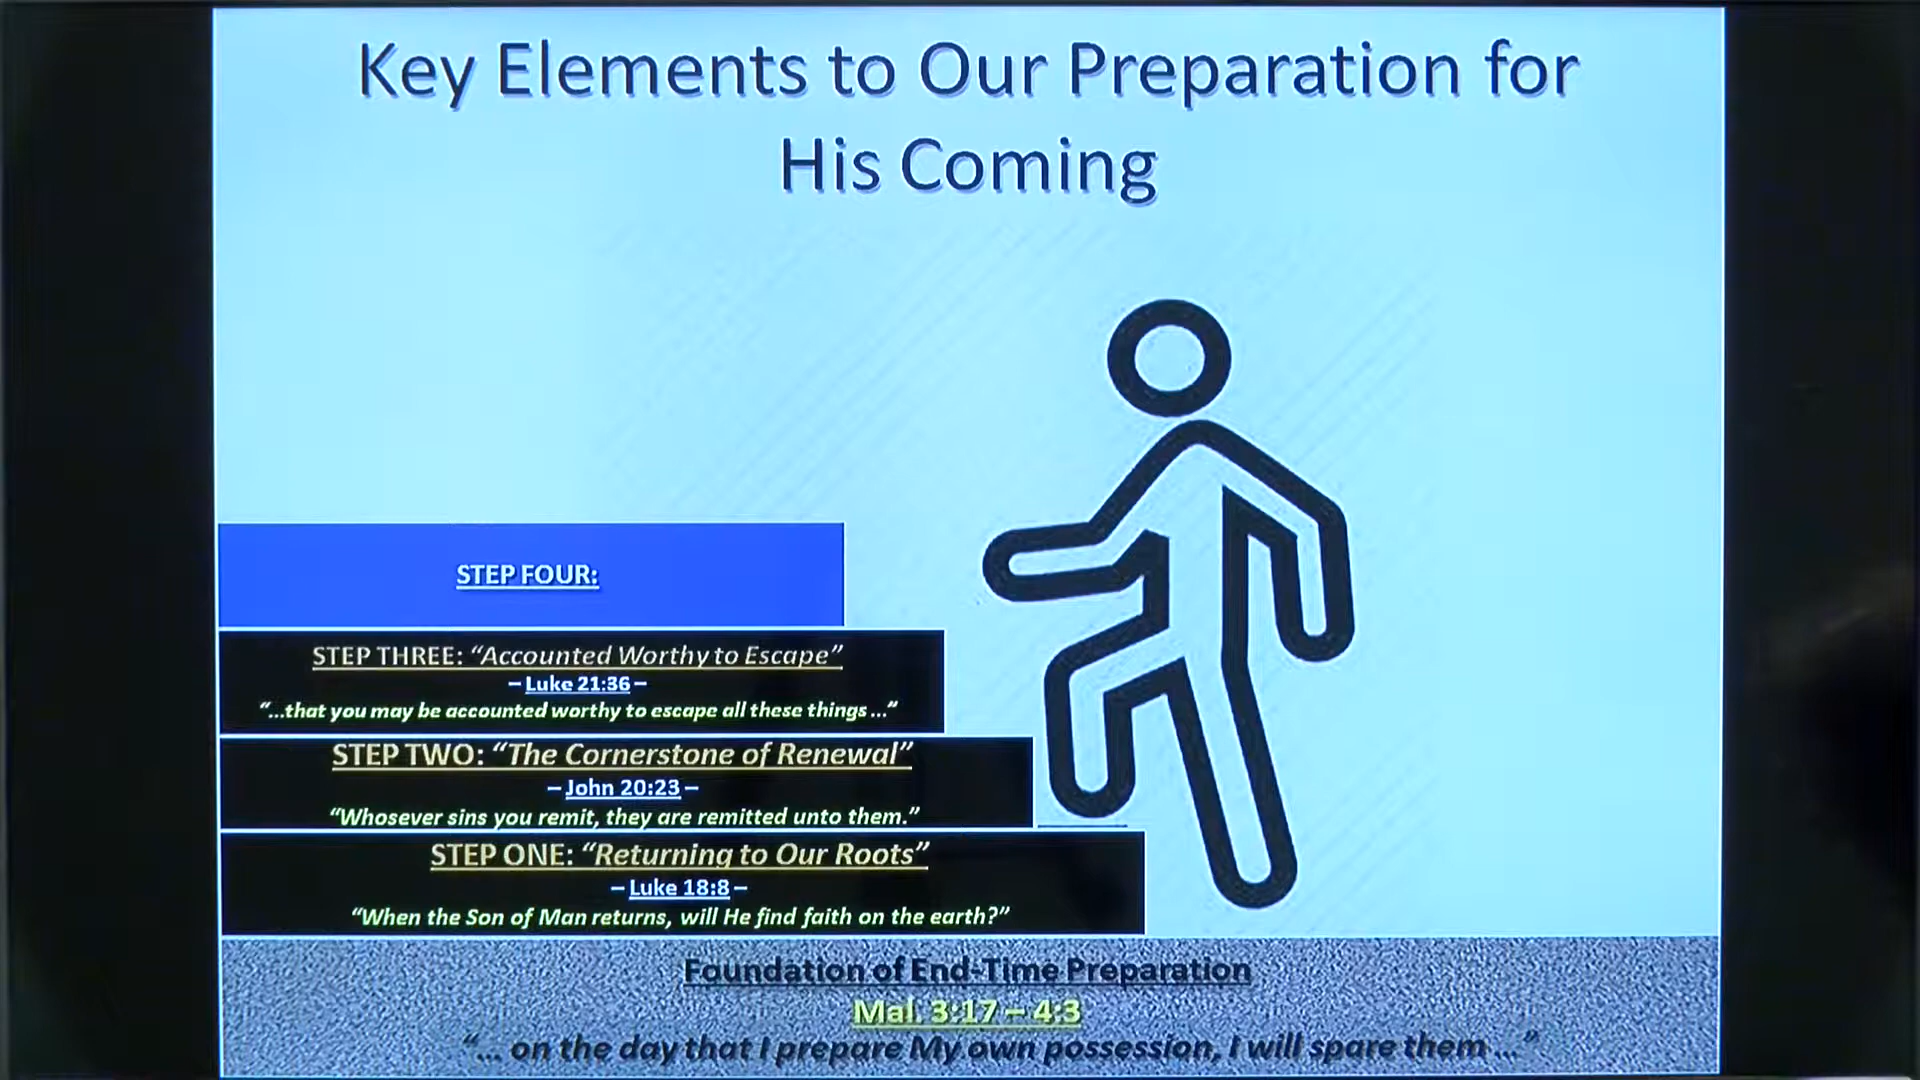 Key Elements to Our Preparation for
His Coming
STEP FOUR:
STEP THREE: “Accounted Worthy to Escape”
– Luke 21:36 –
“...that you may be accounted worthy to escape all these things ...“
STEP TWO: “The Cornerstone of Renewal”
– John 20:23 –
“Whosever sins you remit, they are remitted unto them.”
STEP ONE: “Returning to Our Roots”
– Luke 18:8 –
“When the Son of Man returns, will He find faith on the earth?”
Foundation of End-Time Preparation
Mal. 3:17 – 4:3
“... on the day that I prepare My own possession, I will spare them ...”